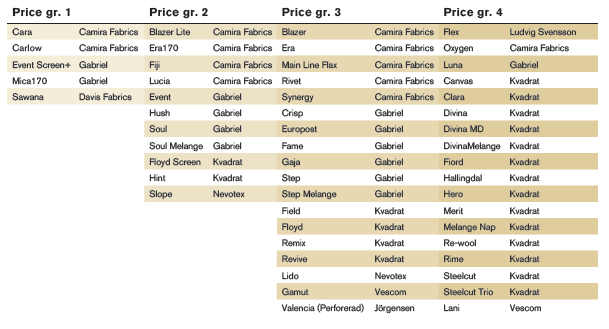 Price gr. 1 Price gr. 2 Price gr. 3 Price gr. 4
Cara Camira Fabrics Blazer Lite Camira Fabrics Blazer Camira Fabrics Flex Ludvig Svensson
Carlow Camira Fabrics Era170 Camira Fabrics Era Camira Fabrics Oxygen Camira Fabrics
Event Screen+ Gabriel Fiji Camira Fabrics Main Line Flax Camira Fabrics Luna Gabriel
Mica170 Gabriel Lucia Camira Fabrics Rivet Camira Fabrics Canvas Kvadrat
Sawana Davis Fabrics Event Gabriel Synergy Camira Fabrics Clara Kvadrat
Hush Gabriel Crisp Gabriel Divina Kvadrat
Soul Gabriel Europost Gabriel Divina MD Kvadrat
Soul Melange Gabriel Fame Gabriel DivinaMelange Kvadrat
Floyd Screen Kvadrat Gaja Gabriel Fiord Kvadrat
Hint Kvadrat Step Gabriel Hallingdal Kvadrat
Slope Nevotex Step Melange Gabriel Hero Kvadrat
Field Kvadrat Merit Kvadrat
Floyd Kvadrat Melange Nap Kvadrat
Remix Kvadrat Re-wool Kvadrat
Revive Kvadrat Rime Kvadrat
Lido Nevotex Steelcut Kvadrat
Gamut Vescom Steelcut Trio Kvadrat
Valencia (Perforerad) Jörgensen Lani Vescom